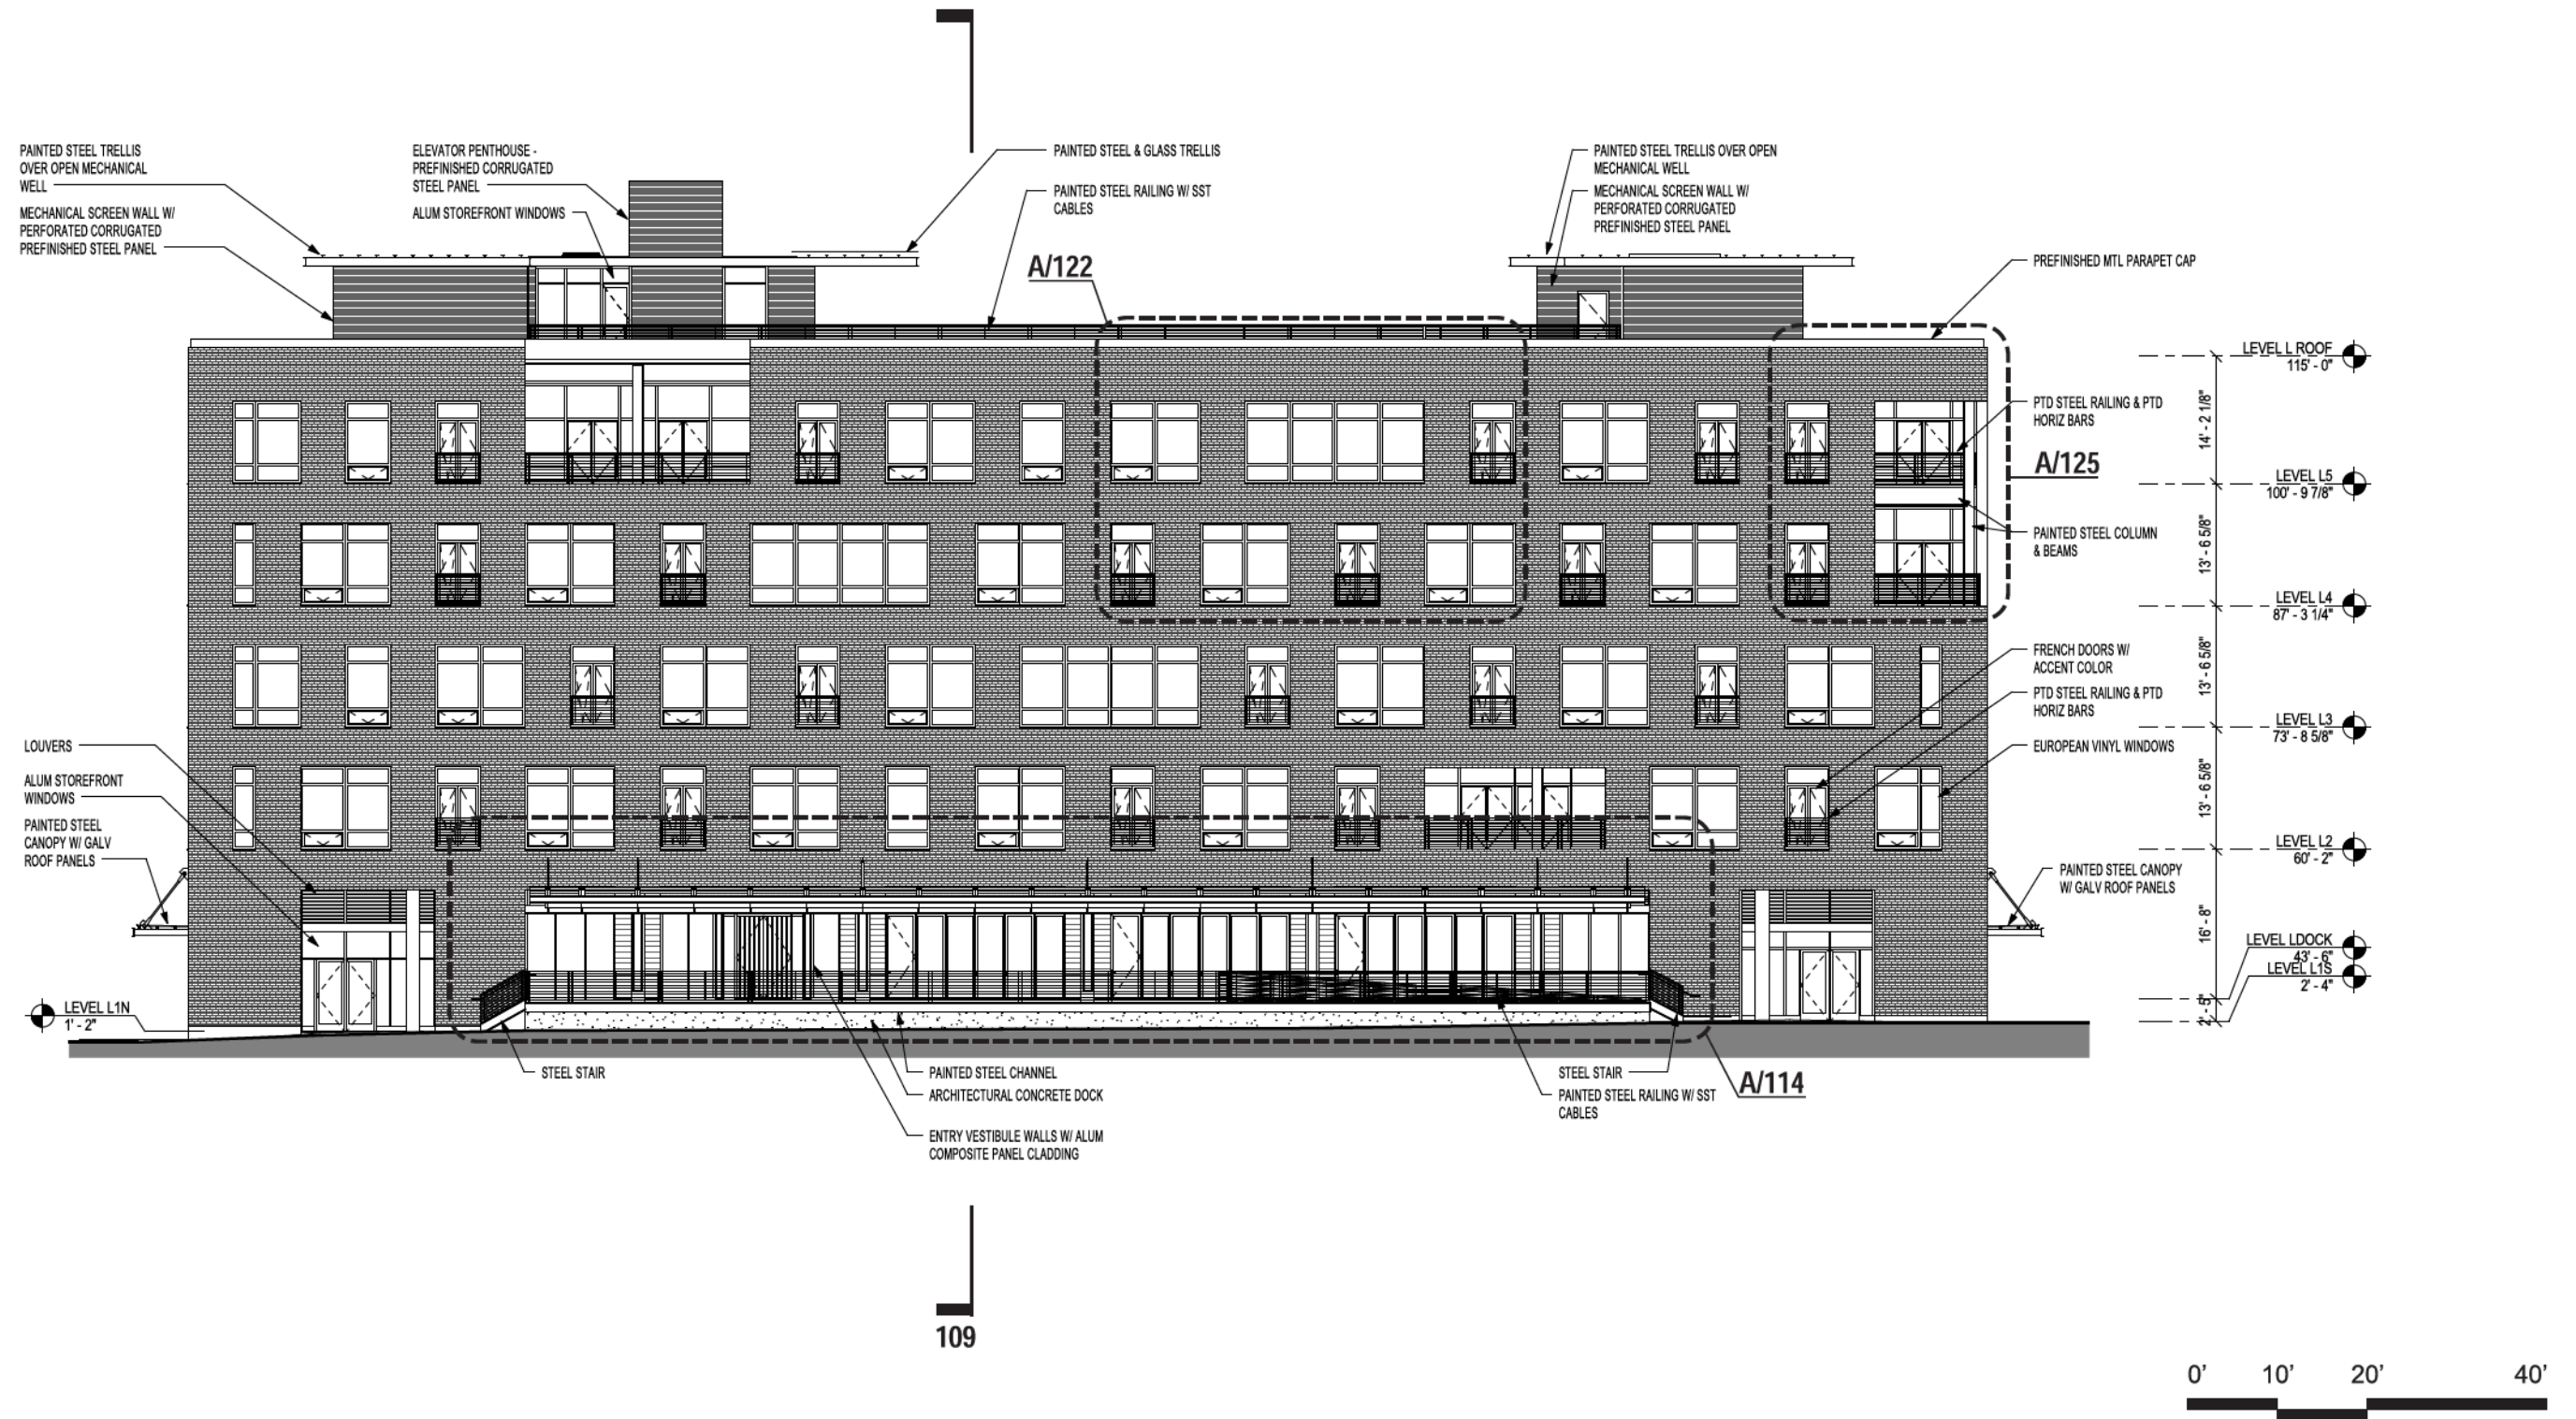 PAINTED STEEL TRELLIS
OVER OPEN MECHANICAL
WELL
MECHANICAL SCREEN WALL W/
PERFORATED CORRUGATED
PREFINISHED STEEL PANEL
ELEVATOR PENTHOUSE -
PREFINISHED CORRUGATED
STEEL PANEL
ALUM STOREFRONT WINDOWS
PAINTED STEEL & GLASS TRELLIS
PAINTED STEEL RAILING W/ SST
CABLES
A/122
PAINTED STEEL TRELLIS OVER OPEN
MECHANICAL WELL
MECHANICAL SCREEN WALL W/
PERFORATED CORRUGATED
PREFINISHED STEEL PANEL
PREFINISHED MTL PARAPET CAP
PTD STEEL RAILING & PTD
HORIZ BARS
A/125
PAINTED STEEL COLUMN
& BEAMS
FRENCH DOORS W/
ACCENT COLOR
PTD STEEL RAILING & PTD
HORIZ BARS
EUROPEAN VINYL WINDOWS
PAINTED STEEL CANOPY
W/ GALV ROOF PANELS
LEVEL L ROOF
115' - 0"
14' - 2 1/8"
LEVEL L5
100' - 9 7/8"
13' - 6 5/8"
LEVEL L4
87' - 3 1/4"
13' - 6 5/8"
LEVEL L3
73' - 8 5/8"
13' - 6 5/8"
LEVEL L2
60' - 2"
16' - 8"
LEVEL LDOCK
43' - 6"
LEVEL L1S
2' - 4"
2' - 5"
LOUVERS
ALUM STOREFRONT
WINDOWS
PAINTED STEEL
CANOPY W/ GALV
ROOF PANELS
LEVEL L1N
1' - 2"
STEEL STAIR
PAINTED STEEL CHANNEL
ARCHITECTURAL CONCRETE DOCK
ENTRY VESTIBULE WALLS W/ ALUM
COMPOSITE PANEL CLADDING
STEEL STAIR
PAINTED STEEL RAILING W/ SST
CABLES
A/114
109
0' 10' 20' 40'